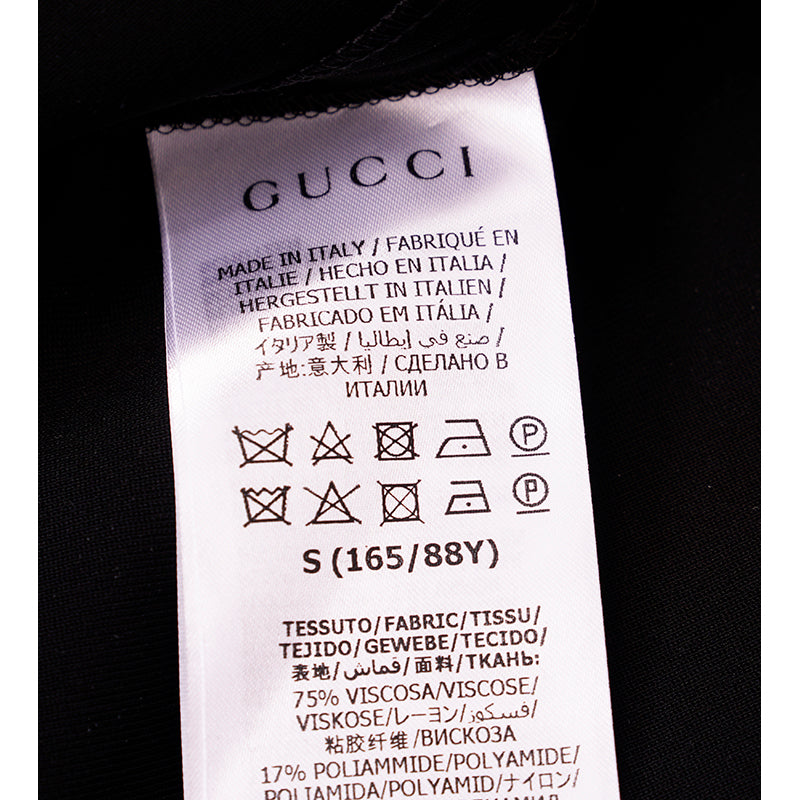 GUCCI
MADE IN ITALY / FABRIQUÉ EN
ITALIE / HECHO EN ITALIA /
HERGESTELLT IN ITALIEN /
FABRICADO EM ITÁLIA /
イタリア製 / صنع في إيطاليا /
产地:意大利 / СДЕЛАНО В
ИТАЛИИ
P
P
S (165/88Y)
TESSUTO/FABRIC/TISSU/
TEJIDO/GEWEBE/TECIDO/
表地/قماش/面料/ТКАНЬ:
75% VISCOSA/VISCOSE/
VISKOSE/レーヨン/فسكوز/
粘胶纤维/ВИСКОЗА
17% POLIAMMIDE/POLYAMIDE/
POLIAMIDA/POLYAMID/ナイロン/